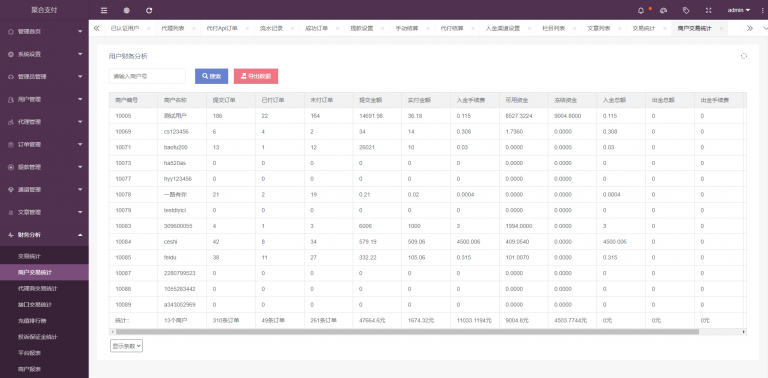 聚合支付
admin
已认证用户 代理列表 代付Api订单 流水记录 成功订单 提款设置 手动结算 代付结算 入金渠道设置 栏目列表 文章列表 交易统计 商户交易统计
管理首页
系统设置
管理员管理
用户管理
代理管理
订单管理
提款管理
通道管理
文章管理
财务分析
交易统计
商户交易统计
代理商交易统计
接口交易统计
充值排行榜
投诉保证金统计
平台报表
商户报表
用户财务分析
请输入商户号 搜索 导出数据
商户编号 商户名称 提交订单 已付订单 未付订单 提交金额 实付金额 入金手续费 可用资金 冻结资金 入金总额 出金总额 出金手续费
10005 测试用户 186 22 164 14691.98 36.18 0.115 8527.3224 9004.8000 0.115 0 0
10069 cs123456 6 4 2 34 14 0.308 1.7360 0.0000 0.308 0 0
10071 baofu200 13 1 12 26021 10 0.03 0.0000 0.0000 0.03 0 0
10073 ha520as 0 0 0 0 0 0 0.0000 0.0000 0 0 0
10077 hyy123456 0 0 0 0 0 0 0.0000 0.0000 0 0 0
10078 一路有你 21 2 19 0.21 0.02 0.0004 0.0000 0.0000 0.0004 0 0
10079 testdiyici 0 0 0 0 0 0 0.0000 0.0000 0 0 0
10083 309600055 4 1 3 6006 1000 3 1994.0000 0.0000 3 0 0
10084 ceshi 42 8 34 579.19 509.06 4500.006 409.0540 0.0000 4500.006 0 0
10085 feidu 38 11 27 332.22 105.06 0.315 101.0070 0.0000 0.315 0 0
10087 2280799523 0 0 0 0 0 0 0.0000 0.0000 0 0 0
10088 1055283442 0 0 0 0 0 0 0.0000 0.0000 0 0 0
10089 a343052969 0 0 0 0 0 0 0.0000 0.0000 0 0 0
统计： 13个商户 310条订单 49条订单 261条订单 47664.6元 1674.32元 11033.1194元 9004.8元 4503.7744元 0元 0元 0元
显示条数